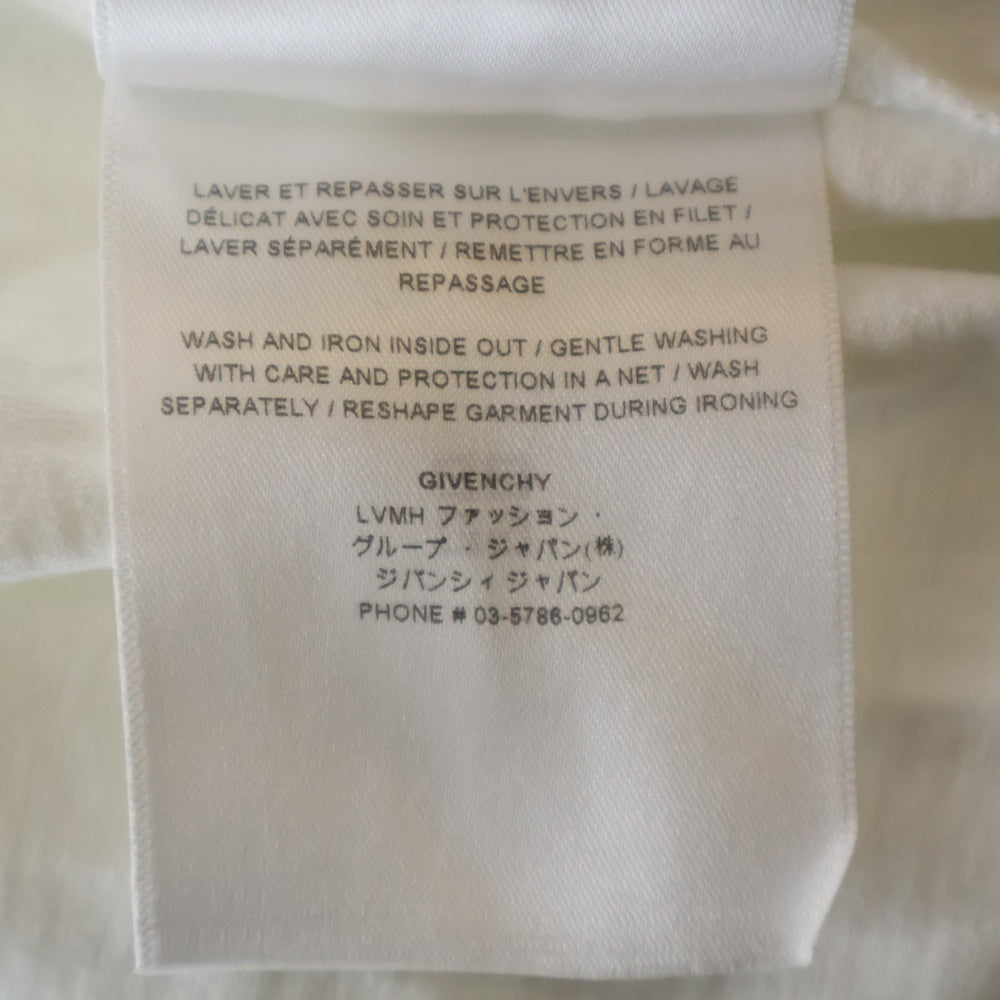 LAVER ET REPASSER SUR L'ENVERS / LAVAGE
DÉLICAT AVEC SOIN ET PROTECTION EN FILET /
LAVER SÉPARÉMENT / REMETTRE EN FORME AU
REPASSAGE
WASH AND IRON INSIDE OUT / GENTLE WASHING
WITH CARE AND PROTECTION IN A NET / WASH
SEPARATELY / RESHAPE GARMENT DURING IRONING
GIVENCHY
LVMH ファッション ・
グループ ・ ジャパン(株)
ジバンシィ ジャパン
PHONE # 03-5786-0962